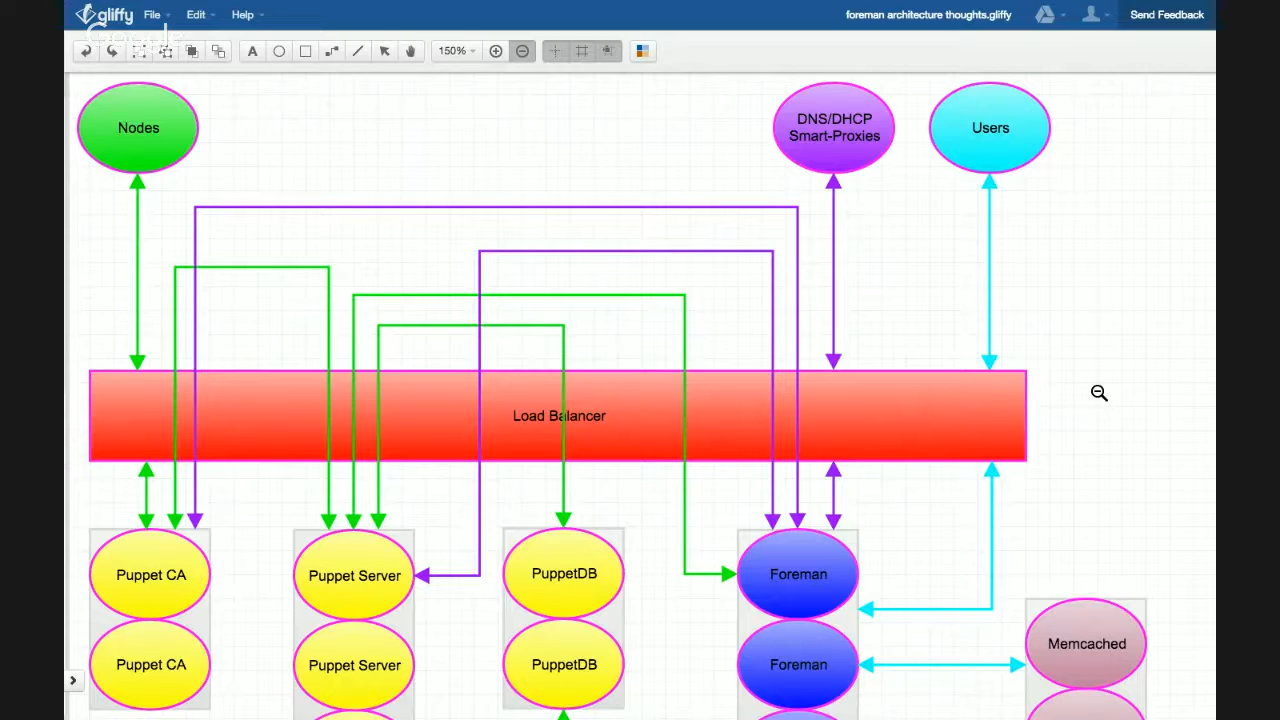 gliffy
File
Edit
Help
foreman architecture thoughts.gliffy
Send Feedback
Google
A
150%
Nodes
DNS/DHCP
Smart-Proxies
Users
Load Balancer
Puppet CA
Puppet Server
PuppetDB
Foreman
Memcached
Puppet CA
Puppet Server
PuppetDB
Foreman